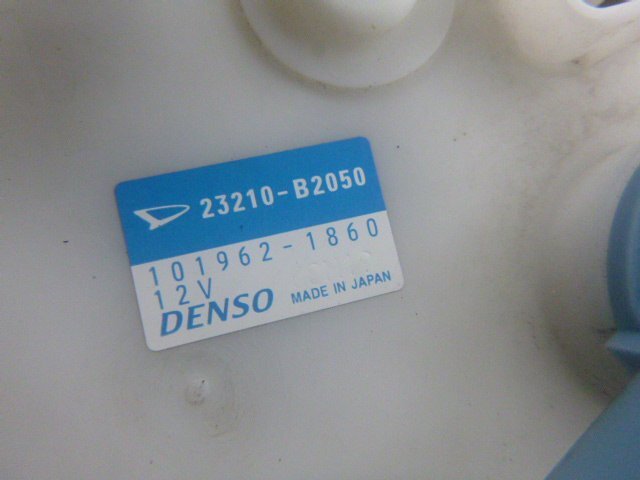 23210-B2050
101962-1860
12V
DENSO MADE IN JAPAN